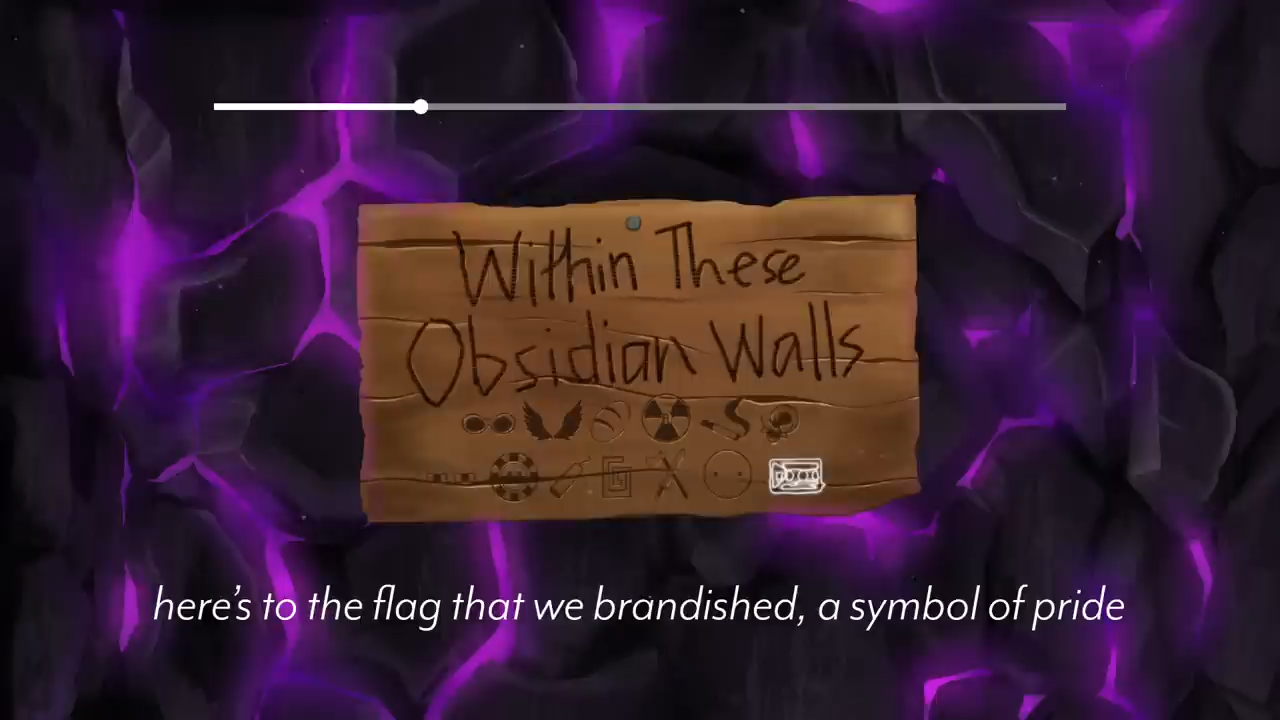 Within These
Obsidian Walls
here's to the flag that we brandished, a symbol of pride